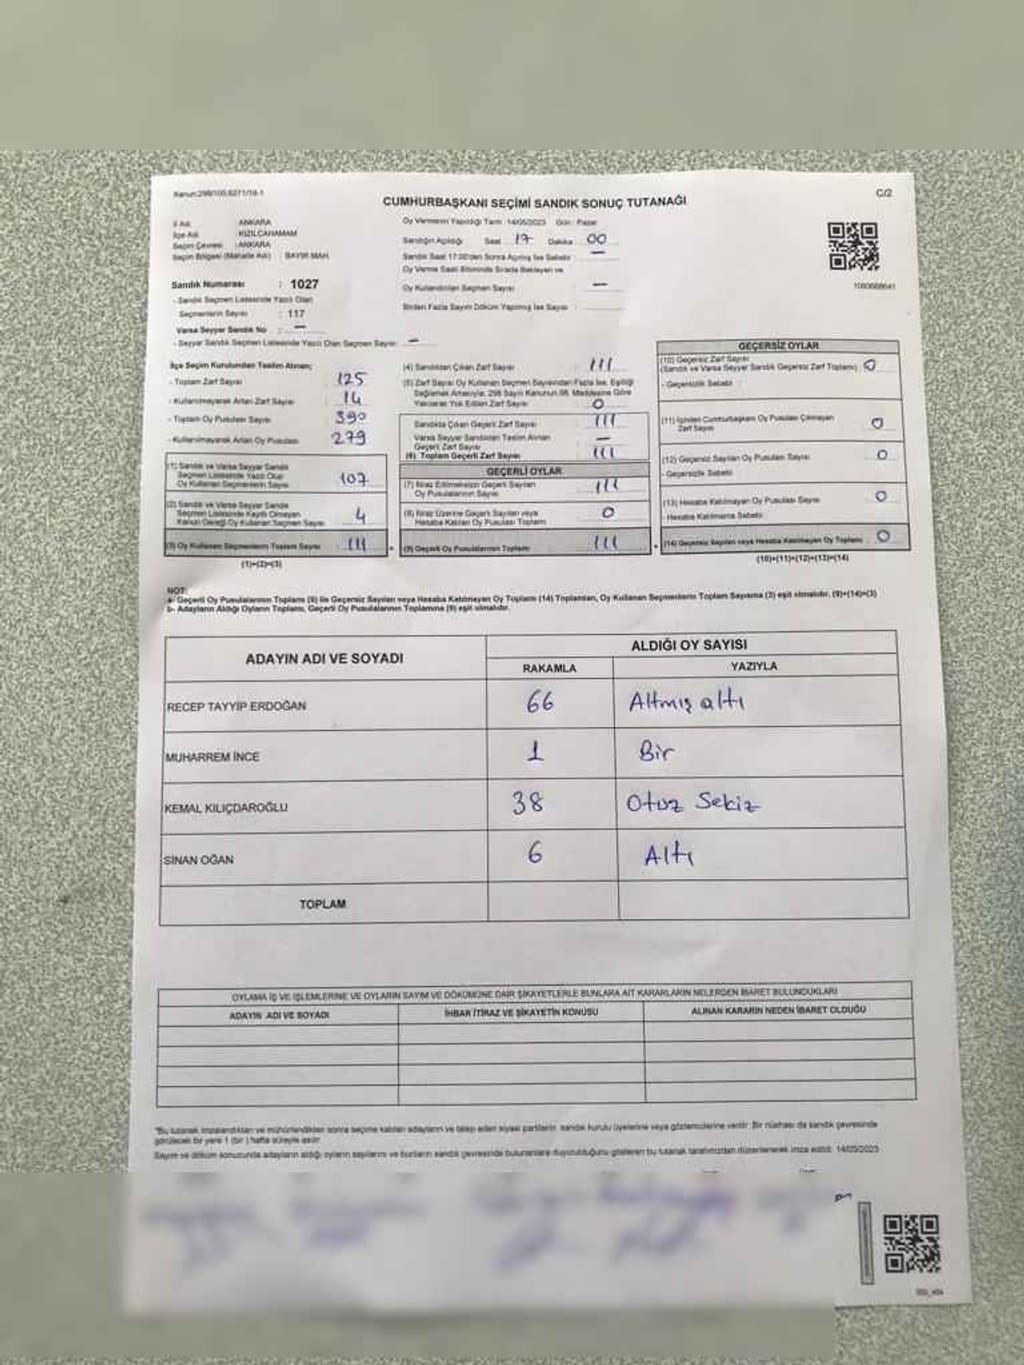 Kanun:298/105,6271/19-1
C/2
CUMHURBAŞKANI SEÇİMİ SANDIK SONUÇ TUTANAĞI
İl Adı : ANKARA
İlçe Adı : KIZILCAHAMAM
Seçim Çevresi : ANKARA
Seçim Bölgesi (Mahalle Adı) : BAYIR MAH.
Sandık Numarası : 1027
- Sandık Seçmen Listesinde Yazılı Olan
Seçmenlerin Sayısı : 117
Varsa Seyyar Sandık No : —
- Seyyar Sandık Seçmen Listesinde Yazılı Olan Seçmen Sayısı: —
Oy Vermenin Yapıldığı Tarih : 14/05/2023 Gün : Pazar
Sandığın Açıldığı Saat 17 Dakika 00
Sandık Saat 17:00'den Sonra Açılmış İse Sebebi : —
Oy Verme Saati Bitiminde Sırada Bekleyen ve
Oy Kullandırılan Seçmen Sayısı : —
Birden Fazla Sayım Döküm Yapılmış İse Sayısı :
1080668641
İlçe Seçim Kurulundan Teslim Alınan;
- Toplam Zarf Sayısı 125
- Kullanılmayarak Artan Zarf Sayısı 14
- Toplam Oy Pusulası Sayısı 390
- Kullanılmayarak Artan Oy Pusulası 279
(1) Sandık ve Varsa Seyyar Sandık
Seçmen Listesinde Yazılı Olup
Oy Kullanan Seçmenlerin Sayısı 107
(2) Sandık ve Varsa Seyyar Sandık
Seçmen Listesinde Kayıtlı Olmayan
Kanun Gereği Oy Kullanan Seçmen Sayısı 4
(3) Oy Kullanan Seçmenlerin Toplam Sayısı 111
(1)+(2)=(3)
(4) Sandıktan Çıkan Zarf Sayısı 111
(5) Zarf Sayısı Oy Kullanan Seçmen Sayısından Fazla İse, Eşitliği
Sağlamak Amacıyla, 298 Sayılı Kanunun 98. Maddesine Göre
Yakılarak Yok Edilen Zarf Sayısı 0
Sandıkta Çıkan Geçerli Zarf Sayısı 111
Varsa Seyyar Sandıktan Teslim Alınan
Geçerli Zarf Sayısı —
(6) Toplam Geçerli Zarf Sayısı 111
GEÇERLİ OYLAR
(7) İtiraz Edilmeksizin Geçerli Sayılan
Oy Pusulalarının Sayısı 111
(8) İtiraz Üzerine Geçerli Sayılan veya
Hesaba Katılan Oy Pusulası Toplamı 0
(9) Geçerli Oy Pusulalarının Toplamı 111
GEÇERSİZ OYLAR
(10) Geçersiz Zarf Sayısı
(Sandık ve Varsa Seyyar Sandık Geçersiz Zarf Toplamı) 0
- Geçersizlik Sebebi
(11) İçinden Cumhurbaşkanı Oy Pusulası Çıkmayan
Zarf Sayısı 0
(12) Geçersiz Sayılan Oy Pusulası Sayısı 0
- Geçersizlik Sebebi
(13) Hesaba Katılmayan Oy Pusulası Sayısı 0
- Hesaba Katılmama Sebebi
(14) Geçersiz Sayılan veya Hesaba Katılmayan Oy Toplamı 0
(10)+(11)+(12)+(13)=(14)
NOT:
a- Geçerli Oy Pusulalarının Toplamı (9) ile Geçersiz Sayılan veya Hesaba Katılmayan Oy Toplamı (14) Toplamları, Oy Kullanan Seçmenlerin Toplam Sayısına (3) eşit olmalıdır, (9)+(14)=(3)
b- Adayların Aldığı Oyların Toplamı, Geçerli Oy Pusulalarının Toplamına (9) eşit olmalıdır.
ADAYIN ADI VE SOYADI
ALDIĞI OY SAYISI
RAKAMLA YAZIYLA
RECEP TAYYİP ERDOĞAN 66 Altmış altı
MUHARREM İNCE 1 Bir
KEMAL KILIÇDAROĞLU 38 Otuz Sekiz
SİNAN OĞAN 6 Altı
TOPLAM
OYLAMA İŞ VE İŞLEMLERİNE VE OYLARIN SAYIM VE DÖKÜMÜNE DAİR ŞİKAYETLERLE BUNLARA AİT KARARLARIN NELERDEN İBARET BULUNDUKLARI
ADAYIN ADI VE SOYADI İHBAR İTİRAZ VE ŞİKAYETİN KONUSU ALINAN KARARIN NEDEN İBARET OLDUĞU
*Bu tutanak imzalandıktan ve mühürlendikten sonra seçime katılan adayların ve talep eden siyasi partilerin sandık kurulu üyelerine veya gözlemcilerine verilir. Bir nüshası da sandık çevresinde
görülecek bir yere 1 (bir) hafta süreyle asılır.
Sayım ve döküm sonucunda adayların aldığı oyların sayılarını ve bunların sandık çevresinde bulunanlara duyurulduğunu gösteren bu tutanak tarafımızdan düzenlenerek imza edildi. 14/05/2023